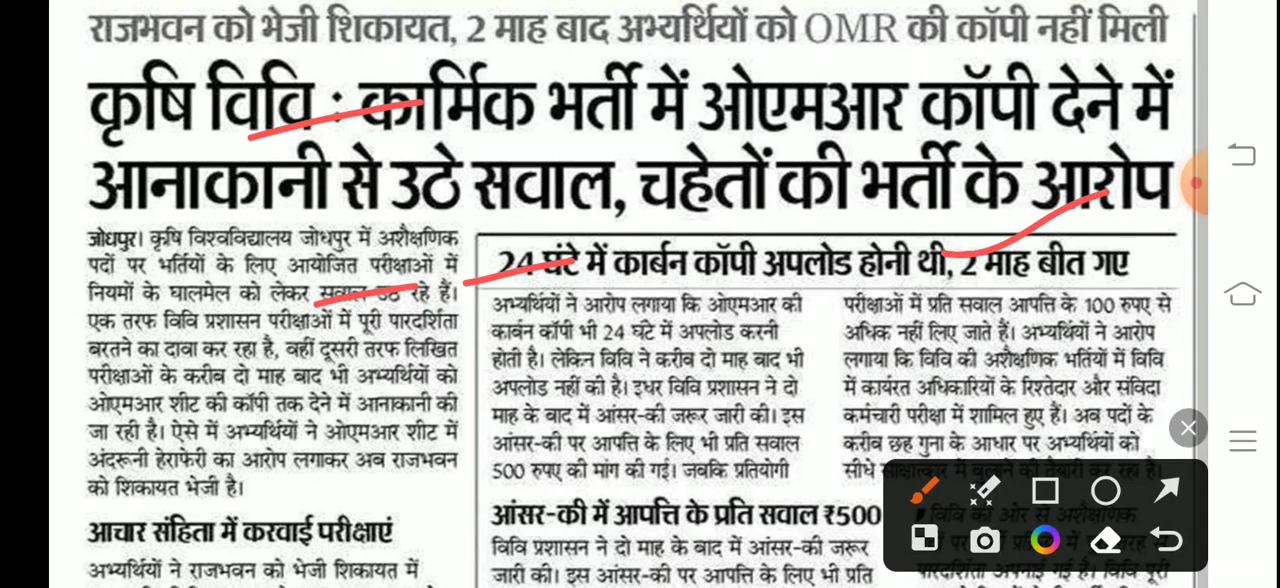 राजभवन को भेजी शिकायत, 2 माह बाद अभ्यर्थियों को OMR की कॉपी नहीं मिली
कृषि विवि : कार्मिक भर्ती में ओएमआर कॉपी देने में
आनाकानी से उठे सवाल, चहेतों की भर्ती के आरोप
जोधपुर। कृषि विश्वविद्यालय जोधपुर में अशैक्षणिक
पदों पर भर्तियों के लिए आयोजित परीक्षाओं में
नियमों के घालमेल को लेकर सवाल उठ रहे हैं।
एक तरफ विवि प्रशासन परीक्षाओं में पूरी पारदर्शिता
बरतने का दावा कर रहा है, वहीं दूसरी तरफ लिखित
परीक्षाओं के करीब दो माह बाद भी अभ्यर्थियों को
ओएमआर शीट की कॉपी तक देने में आनाकानी की
जा रही है। ऐसे में अभ्यर्थियों ने ओएमआर शीट में
अंदरूनी हेराफेरी का आरोप लगाकर अब राजभवन
को शिकायत भेजी है।
आचार संहिता में करवाई परीक्षाएं
अभ्यर्थियों ने राजभवन को भेजी शिकायत में
24 घंटे में कार्बन कॉपी अपलोड होनी थी, 2 माह बीत गए
अभ्यर्थियों ने आरोप लगाया कि ओएमआर की
कार्बन कॉपी भी 24 घंटे में अपलोड करनी
होती है। लेकिन विवि ने करीब दो माह बाद भी
अपलोड नहीं की है। इधर विवि प्रशासन ने दो
माह के बाद में आंसर-की जरूर जारी की। इस
आंसर-की पर आपत्ति के लिए भी प्रति सवाल
500 रुपए की मांग की गई। जबकि प्रतियोगी
परीक्षाओं में प्रति सवाल आपत्ति के 100 रुपए से
अधिक नहीं लिए जाते हैं। अभ्यर्थियों ने आरोप
लगाया कि विवि की अशैक्षणिक भर्तियों में विवि
में कार्यरत अधिकारियों के रिश्तेदार और संविदा
कर्मचारी परीक्षा में शामिल हुए हैं। अब पदों के
करीब छह गुना के आधार पर अभ्यर्थियों को
सीधे साक्षात्कार में बुलाने की तैयारी कर रहा है।
आंसर-की में आपत्ति के प्रति सवाल ₹500
विवि प्रशासन ने दो माह के बाद में आंसर-की जरूर
जारी की। इस आंसर-की पर आपत्ति के लिए भी प्रति
विवि की ओर से अशैक्षणिक